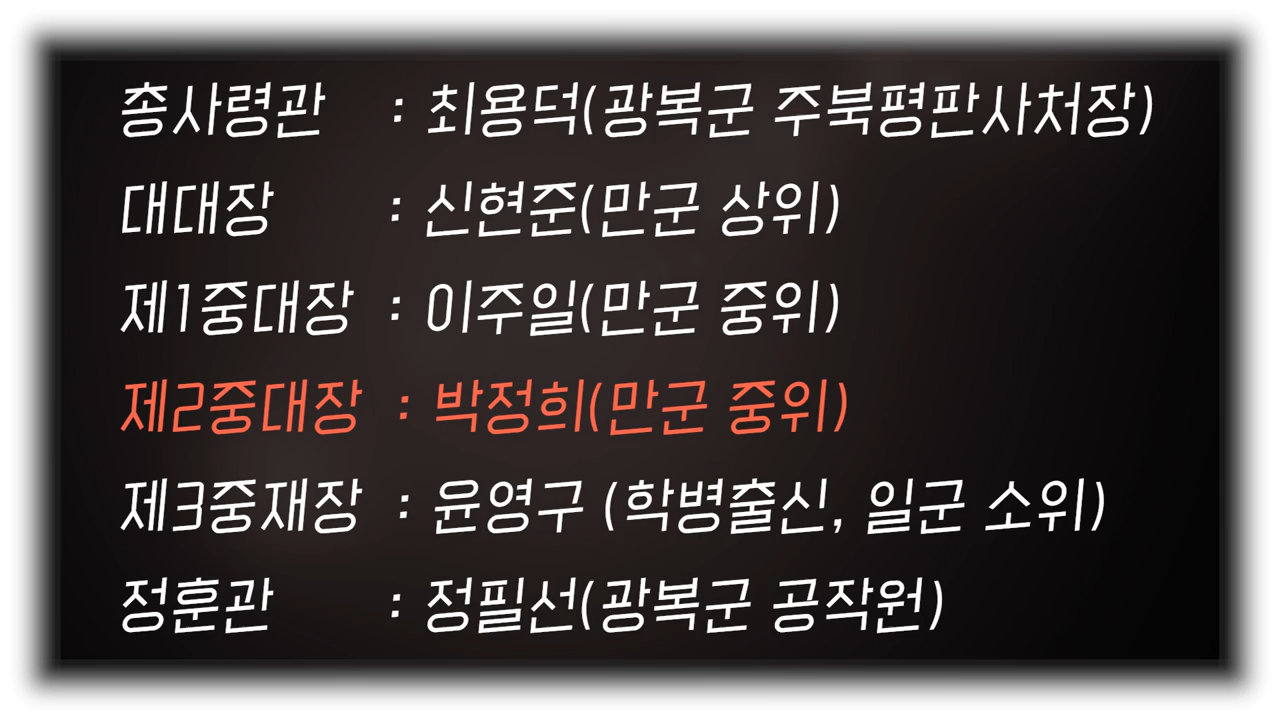 총사령관 : 최용덕(광복군 주북평판사처장)
대대장 : 신현준(만군 상위)
제1중대장 : 이주일(만군 중위)
제2중대장 : 박정희(만군 중위)
제3중재장 : 윤영구 (학병출신, 일군 소위)
정훈관 : 정필선(광복군 공작원)